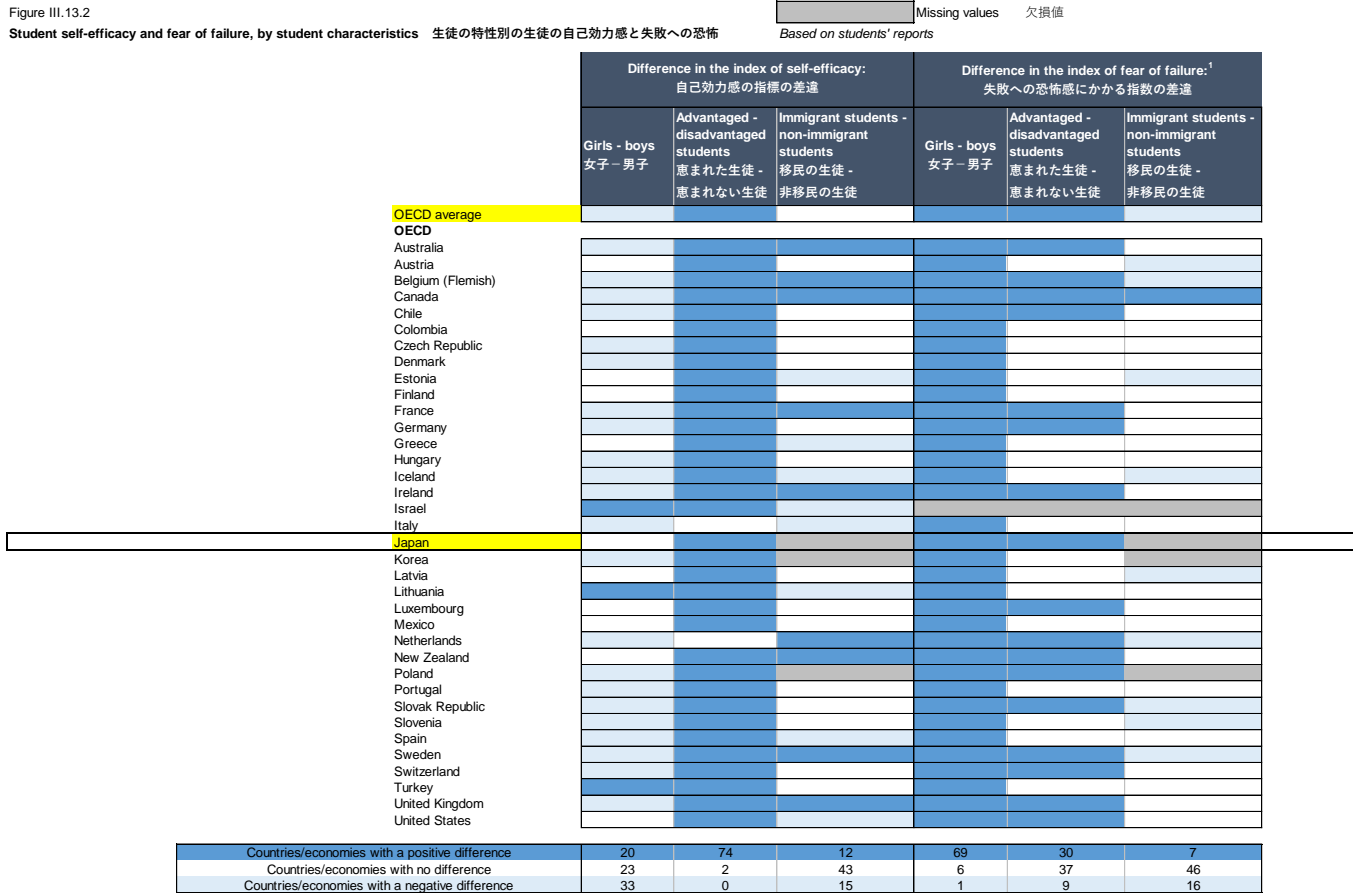 Figure III.13.2
Missing values 欠損値
Student self-efficacy and fear of failure, by student characteristics 生徒の特性別の生徒の自己効力感と失敗への恐怖
Based on students' reports
Difference in the index of self-efficacy:
自己効力感の指標の差違
Difference in the index of fear of failure:1
失敗への恐怖感にかかる指数の差違
Girls - boys
女子－男子
Advantaged -
disadvantaged
students
恵まれた生徒 -
恵まれない生徒
Immigrant students -
non-immigrant
students
移民の生徒 -
非移民の生徒
Girls - boys
女子－男子
Advantaged -
disadvantaged
students
恵まれた生徒 -
恵まれない生徒
Immigrant students -
non-immigrant
students
移民の生徒 -
非移民の生徒
OECD average
OECD
Australia
Austria
Belgium (Flemish)
Canada
Chile
Colombia
Czech Republic
Denmark
Estonia
Finland
France
Germany
Greece
Hungary
Iceland
Ireland
Israel
Italy
Japan
Korea
Latvia
Lithuania
Luxembourg
Mexico
Netherlands
New Zealand
Poland
Portugal
Slovak Republic
Slovenia
Spain
Sweden
Switzerland
Turkey
United Kingdom
United States
Countries/economies with a positive difference 20 74 12 69 30 7
Countries/economies with no difference 23 2 43 6 37 46
Countries/economies with a negative difference 33 0 15 1 9 16